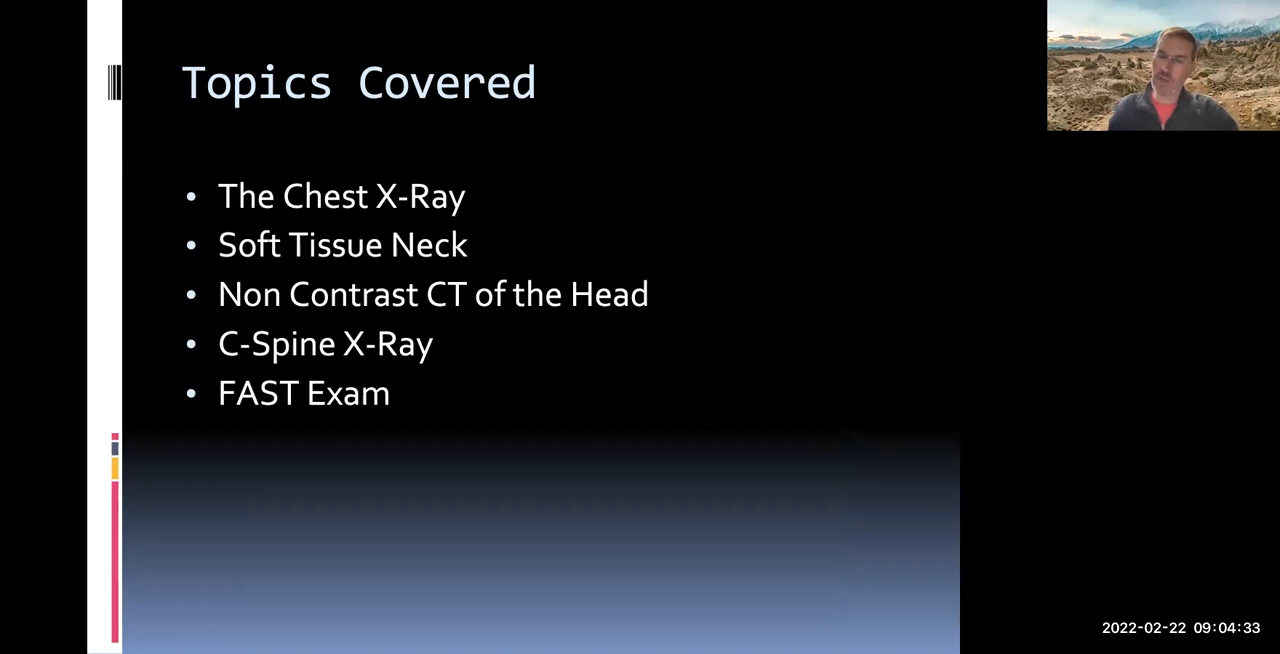 Topics Covered
• The Chest X-Ray
• Soft Tissue Neck
• Non Contrast CT of the Head
• C-Spine X-Ray
• FAST Exam
2022-02-22 09:04:33